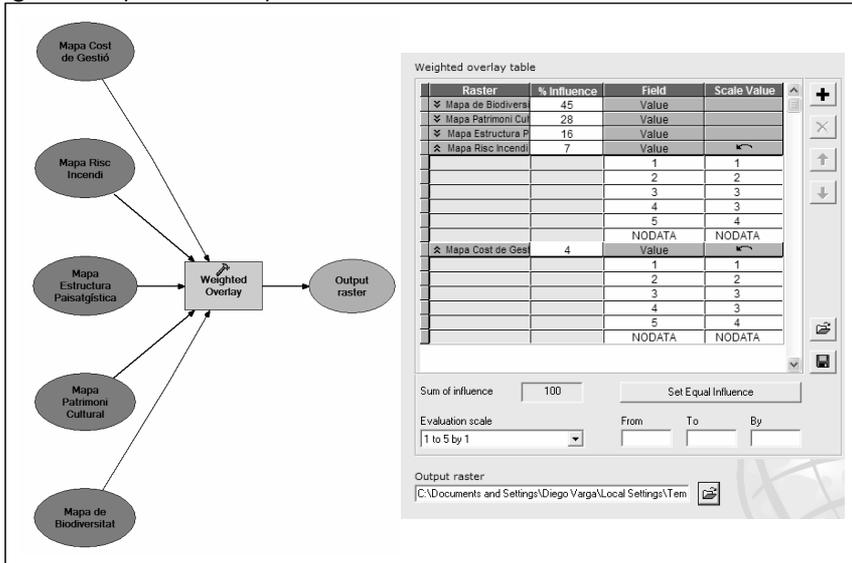 Mapa Cost
de Gestió
Mapa Risc
Incendi
Mapa
Estructura
Paisatgística
Mapa
Patrimoni
Cultural
Mapa de
Biodiversitat
Weighted
Overlay
Output
raster
Weighted overlay table
Raster % Influence Field Scale Value
Mapa de Biodiversi 45 Value
Mapa Patrimoni Cul 28 Value
Mapa Estructura P 16 Value
Mapa Risc Incendi 7 Value
1 1
2 2
3 3
4 3
5 4
NODATA NODATA
Mapa Cost de Gest 4 Value
1 1
2 2
3 3
4 3
5 4
NODATA NODATA
Sum of influence 100 Set Equal Influence
Evaluation scale From To By
1 to 5 by 1
Output raster
C:\Documents and Settings\Diego Varga\Local Settings\Tem